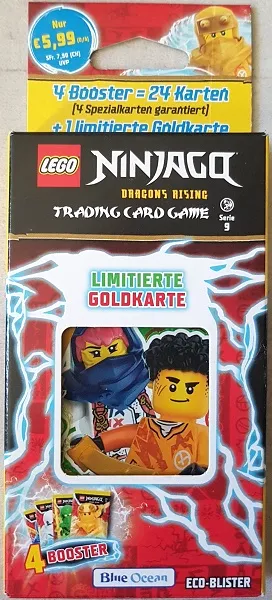 Nur
€5,99 (D/A)
SFr. 7,90 (CH)
UVP
4 Booster = 24 Karten
(4 Spezialkarten garantiert)
+ 1 limitierte Goldkarte
LEGO NINJAGO
DRAGONS RISING
TRADING CARD GAME
Serie
9
LIMITIERTE
GOLDKARTE
4 BOOSTER
Blue Ocean
ECO-BLISTER